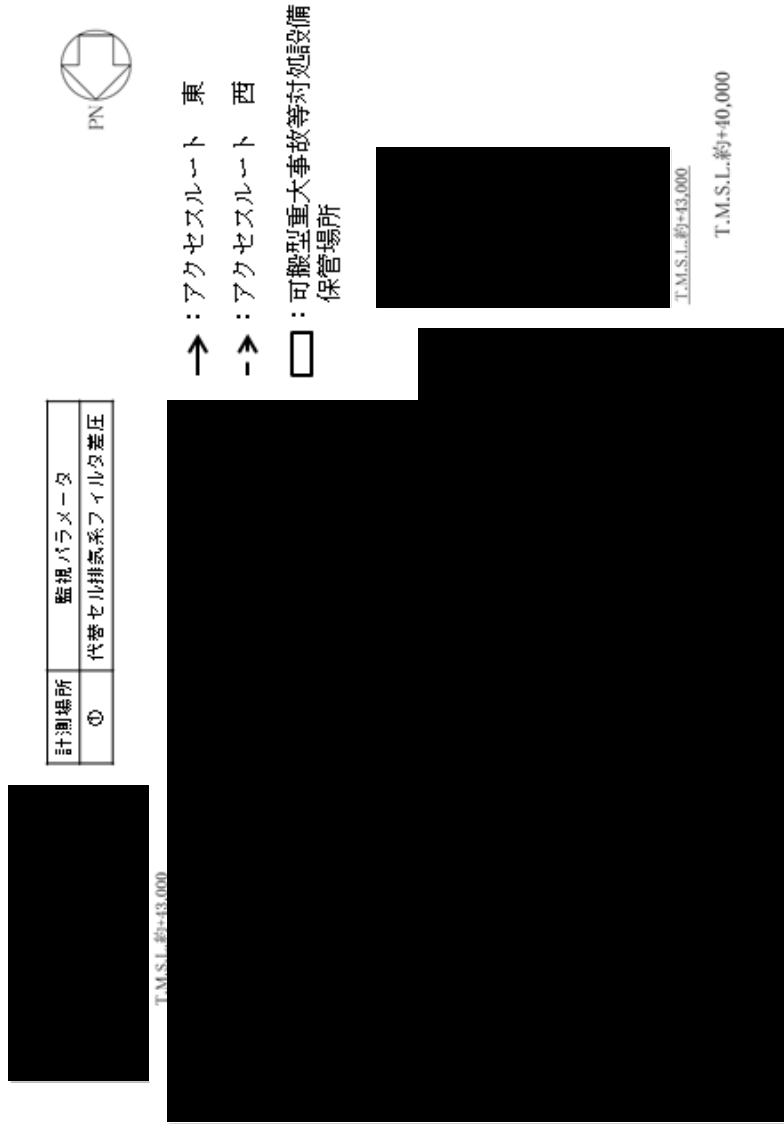 PN
計測場所 監視パラメータ
① 代替セル排気系フィルタ差圧
：アクセスルート 東
：アクセスルート 西
：可搬型重大事故等対処設備
保管場所
T.M.S.L.約+43,000
T.M.S.L.約+43,000
T.M.S.L.約+40,000